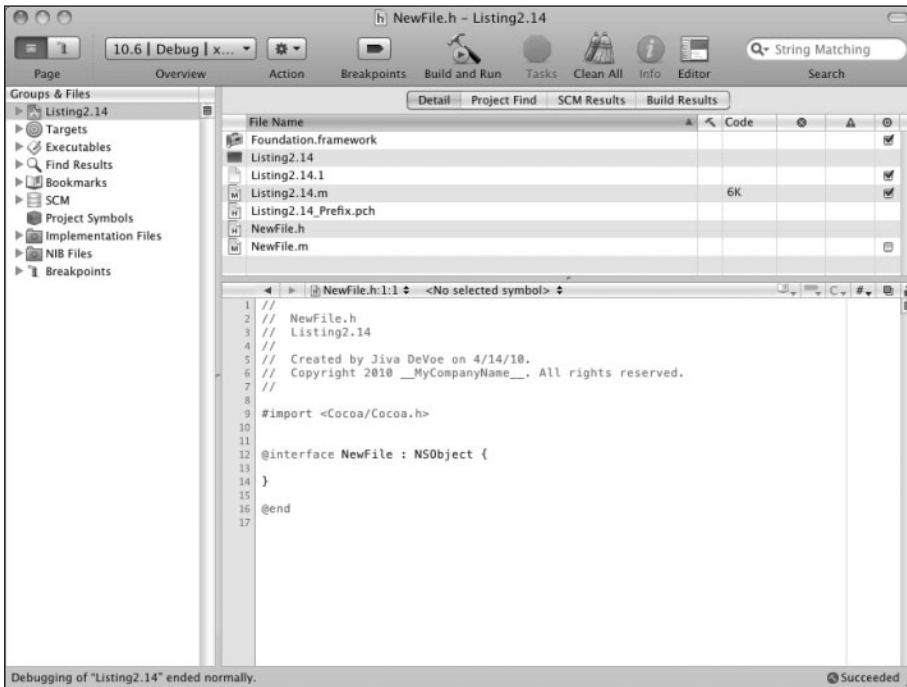 NewFile.h – Listing2.14
10.6 | Debug | x...
Page
Overview
Action
Breakpoints
Build and Run
Tasks
Clean All
Info
Editor
String Matching
Search
Groups & Files
Listing2.14
Targets
Executables
Find Results
Bookmarks
SCM
Project Symbols
Implementation Files
NIB Files
Breakpoints
Detail Project Find SCM Results Build Results
File Name Code
Foundation.framework
Listing2.14
Listing2.14.1
Listing2.14.m 6K
Listing2.14_Prefix.pch
NewFile.h
NewFile.m
NewFile.h:1:1 <No selected symbol> C #
1 //
2 //  NewFile.h
3 //  Listing2.14
4 //
5 //  Created by Jiva DeVoe on 4/14/10.
6 //  Copyright 2010 __MyCompanyName__. All rights reserved.
7 //
8
9 #import <Cocoa/Cocoa.h>
10
11
12 @interface NewFile : NSObject {
13
14 }
15
16 @end
17
Debugging of "Listing2.14" ended normally.
Succeeded